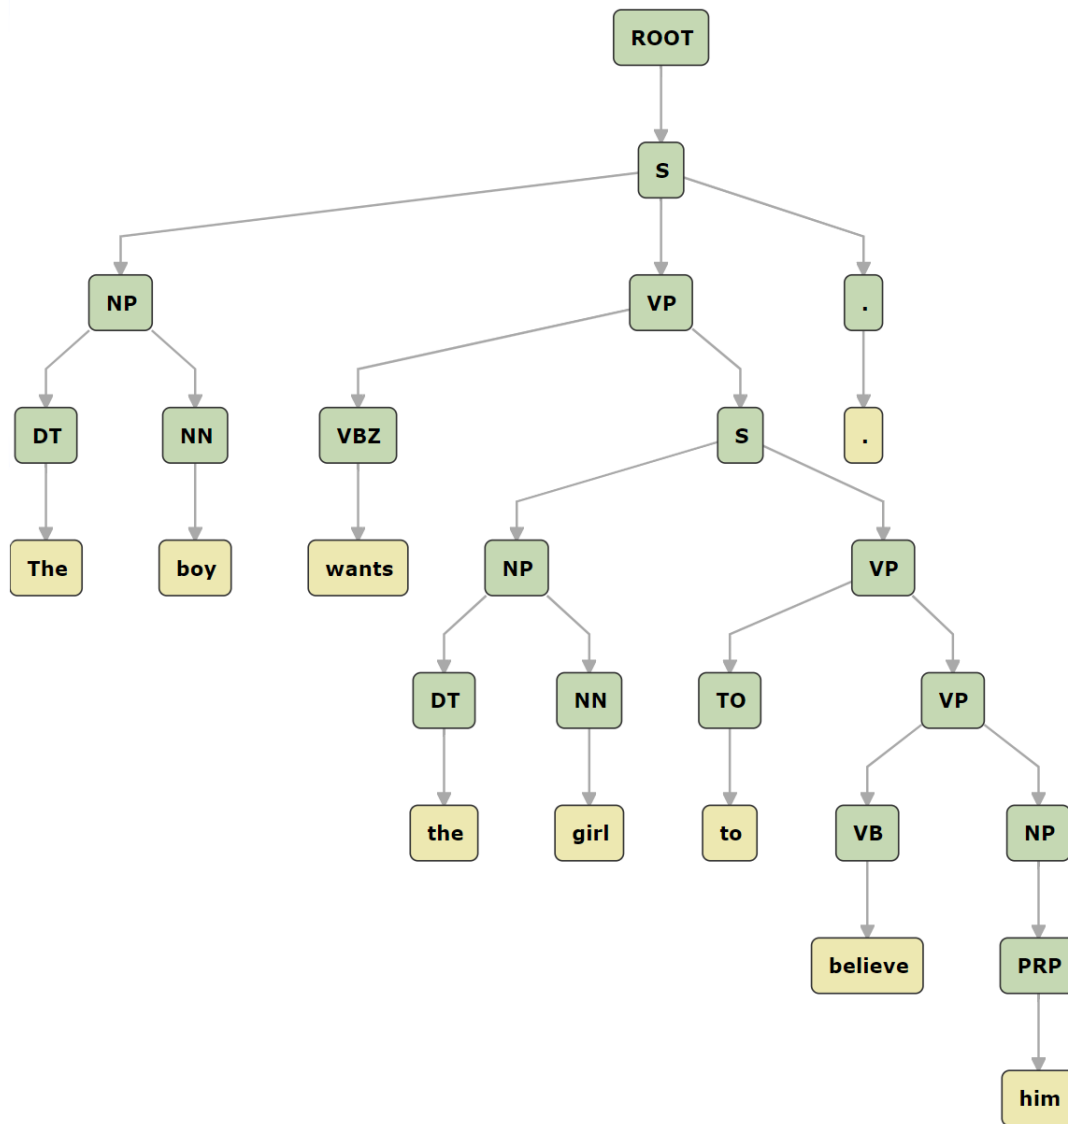 ROOT
S
NP VP .
DT NN VBZ S .
The boy wants NP VP
DT NN TO VP
the girl to VB NP
believe PRP
him